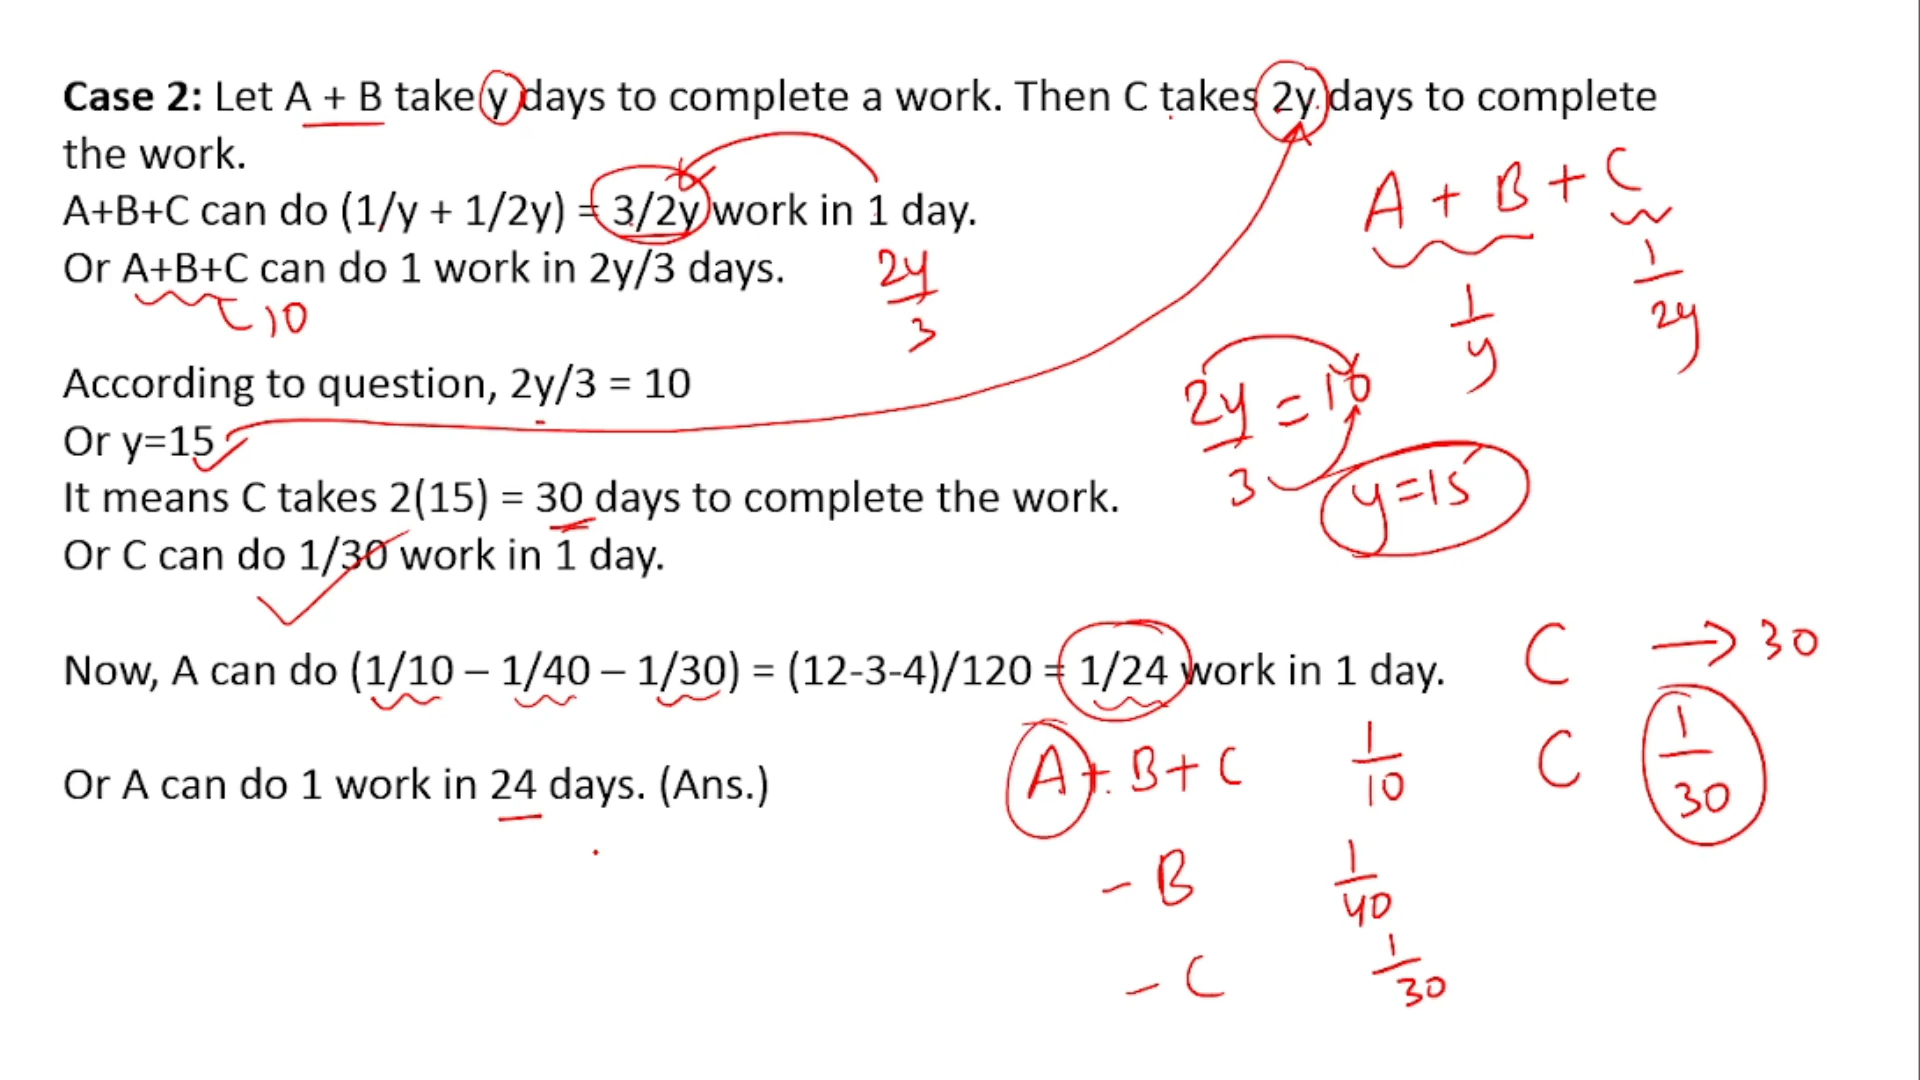 Case 2: Let A + B take y days to complete a work. Then C takes 2y days to complete
the work.
A+B+C can do (1/y + 1/2y) = 3/2y work in 1 day.
Or A+B+C can do 1 work in 2y/3 days.
10
2y/3
A + B + C
1/y
1/2y
According to question, 2y/3 = 10
Or y=15
2y/3 = 10
y=15
It means C takes 2(15) = 30 days to complete the work.
Or C can do 1/30 work in 1 day.
Now, A can do (1/10 – 1/40 – 1/30) = (12-3-4)/120 = 1/24 work in 1 day.
C → 30
C 1/30
Or A can do 1 work in 24 days. (Ans.)
A + B + C 1/10
- B 1/40
- C 1/30